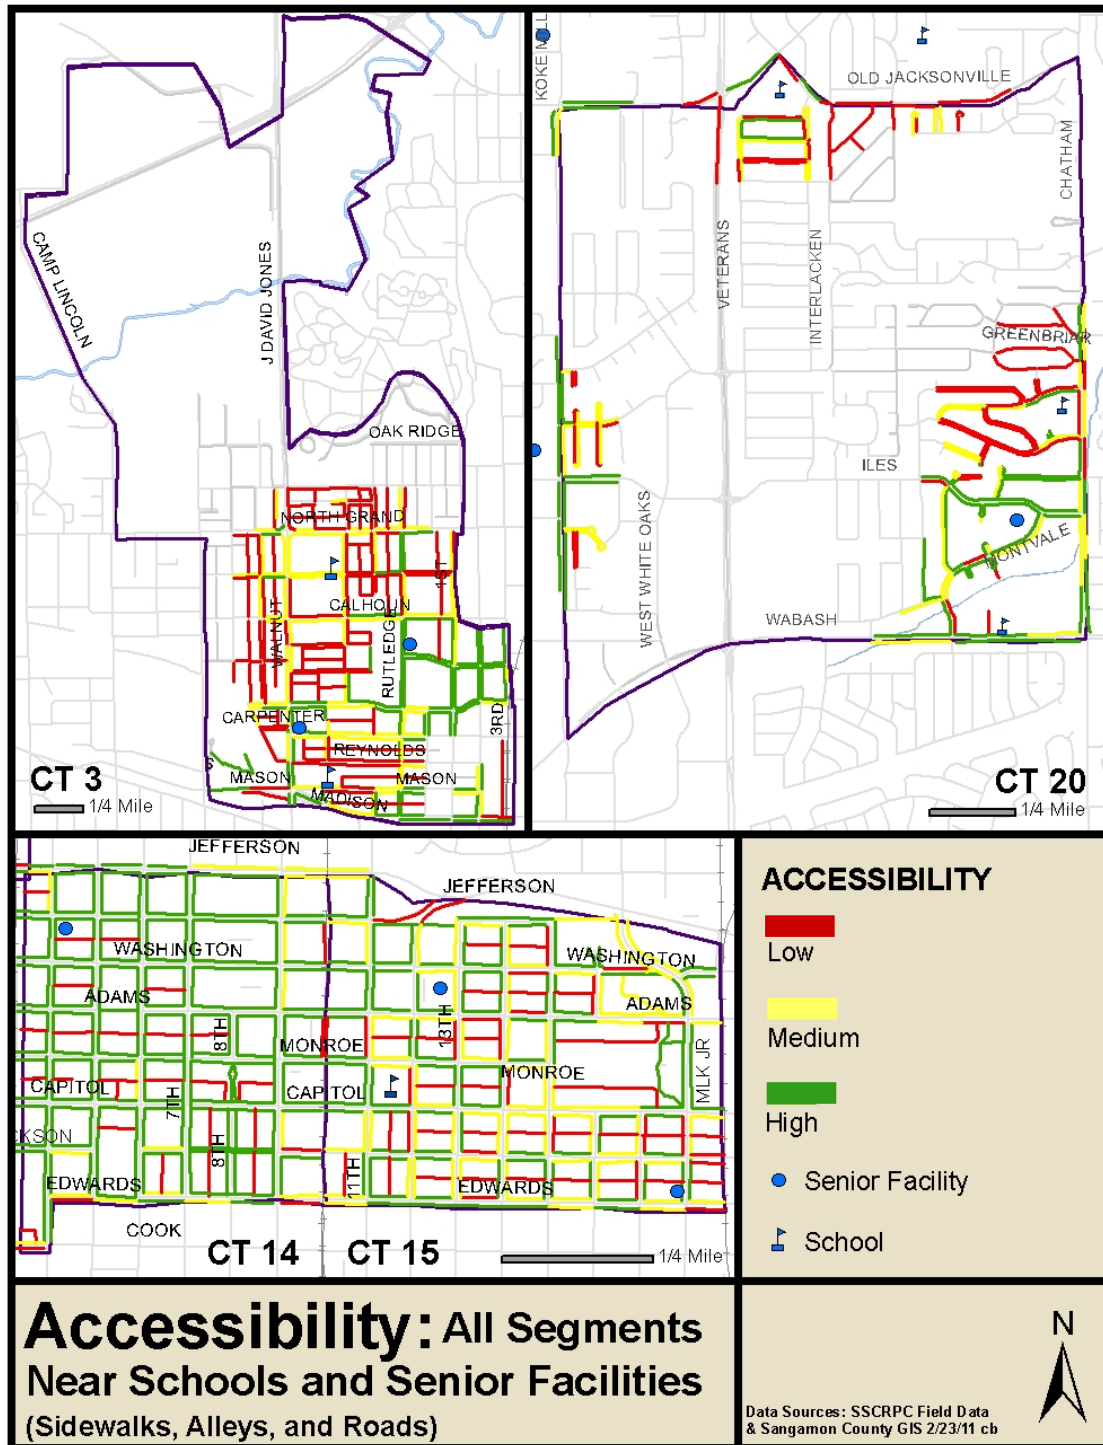 CAMP LINCOLN
J DAVID JONES
OAK RIDGE
NORTH GRAND
1ST
CALHOUN
WALNUT
RUTLEDGE
CARPENTER
3RD
REYNOLDS
S
MASON
MASON
MADISON
CT 3
1/4 Mile
KOKE MILL
OLD JACKSONVILLE
CHATHAM
VETERANS
INTERLACKEN
GREENBRIAR
ILES
WEST WHITE OAKS
MONTVALE
WABASH
CT 20
1/4 Mile
JEFFERSON
JEFFERSON
WASHINGTON
WASHINGTON
ADAMS
ADAMS
8TH
13TH
MONROE
MONROE
MLK JR
CAPITOL
CAPITOL
7TH
CKSON
8TH
11TH
EDWARDS
EDWARDS
COOK
CT 14
CT 15
1/4 Mile
ACCESSIBILITY
Low
Medium
High
Senior Facility
School
Accessibility: All Segments
Near Schools and Senior Facilities
(Sidewalks, Alleys, and Roads)
N
Data Sources: SSCRPC Field Data
& Sangamon County GIS 2/23/11 cb